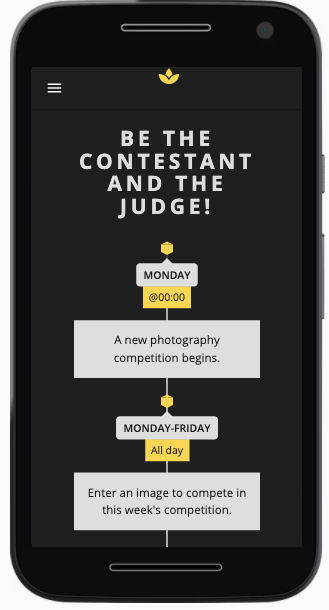 BE THE
CONTESTANT
AND THE
JUDGE!
MONDAY
@00:00
A new photography
competition begins.
MONDAY-FRIDAY
All day
Enter an image to compete in
this week's competition.